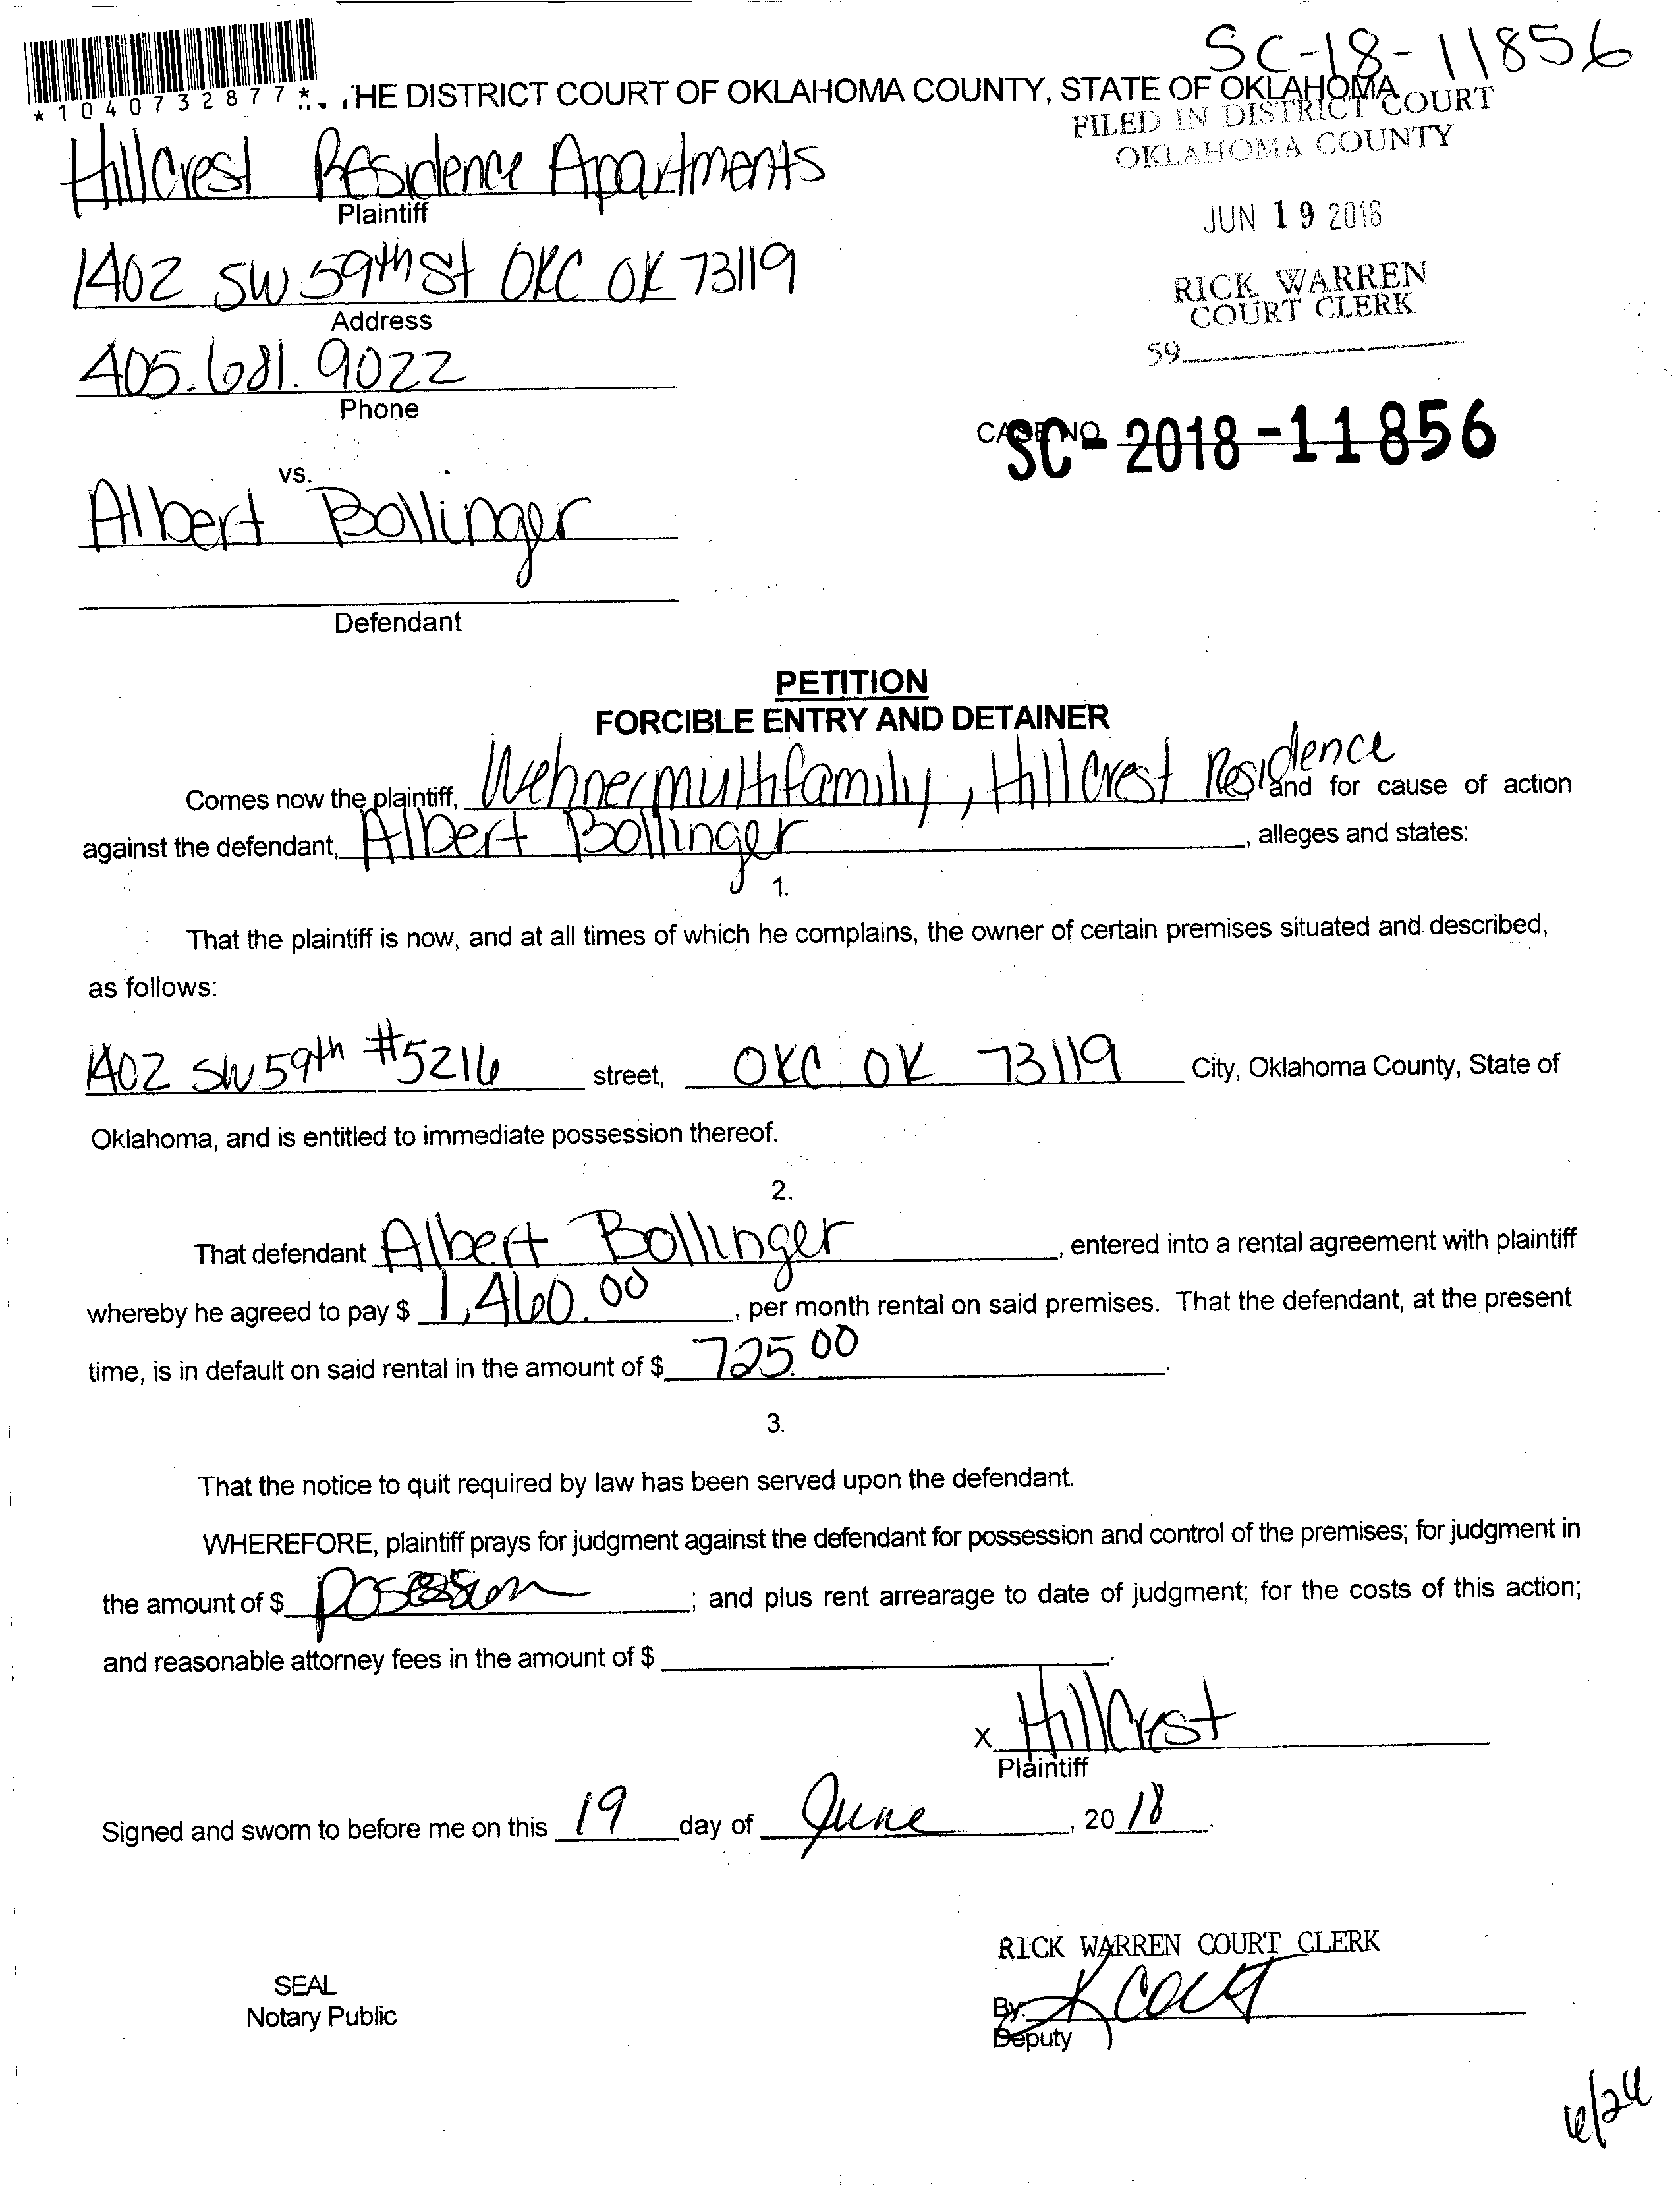 SC-18-11856
*1040732877*
HE DISTRICT COURT OF OKLAHOMA COUNTY, STATE OF OKLAHOMA
FILED IN DISTRICT COURT
OKLAHOMA COUNTY
Hillcrest Residence Apartments
Plaintiff
JUN 19 2018
1402 SW 59th St OKC OK 73119
Address
RICK WARREN
COURT CLERK
405.681.9022
Phone
59
CASE NO.
SC-2018-11856
vs.
Albert Bollinger
Defendant
PETITION
FORCIBLE ENTRY AND DETAINER
Comes now the plaintiff, Wehner multifamily, Hillcrest Residence and for cause of action
against the defendant, Albert Bollinger, alleges and states:
1.
That the plaintiff is now, and at all times of which he complains, the owner of certain premises situated and described,
as follows:
1402 SW 59th #5216 street, OKC OK 73119 City, Oklahoma County, State of
Oklahoma, and is entitled to immediate possession thereof.
2.
That defendant Albert Bollinger, entered into a rental agreement with plaintiff
whereby he agreed to pay $ 1,460.00, per month rental on said premises. That the defendant, at the present
time, is in default on said rental in the amount of $ 725.00.
3.
That the notice to quit required by law has been served upon the defendant.
WHEREFORE, plaintiff prays for judgment against the defendant for possession and control of the premises; for judgment in
the amount of $ ; and plus rent arrearage to date of judgment; for the costs of this action;
and reasonable attorney fees in the amount of $ .
X Hillcrest
Plaintiff
Signed and sworn to before me on this 19 day of June, 2018.
RICK WARREN COURT CLERK
SEAL
Notary Public
By:
Deputy
6/26